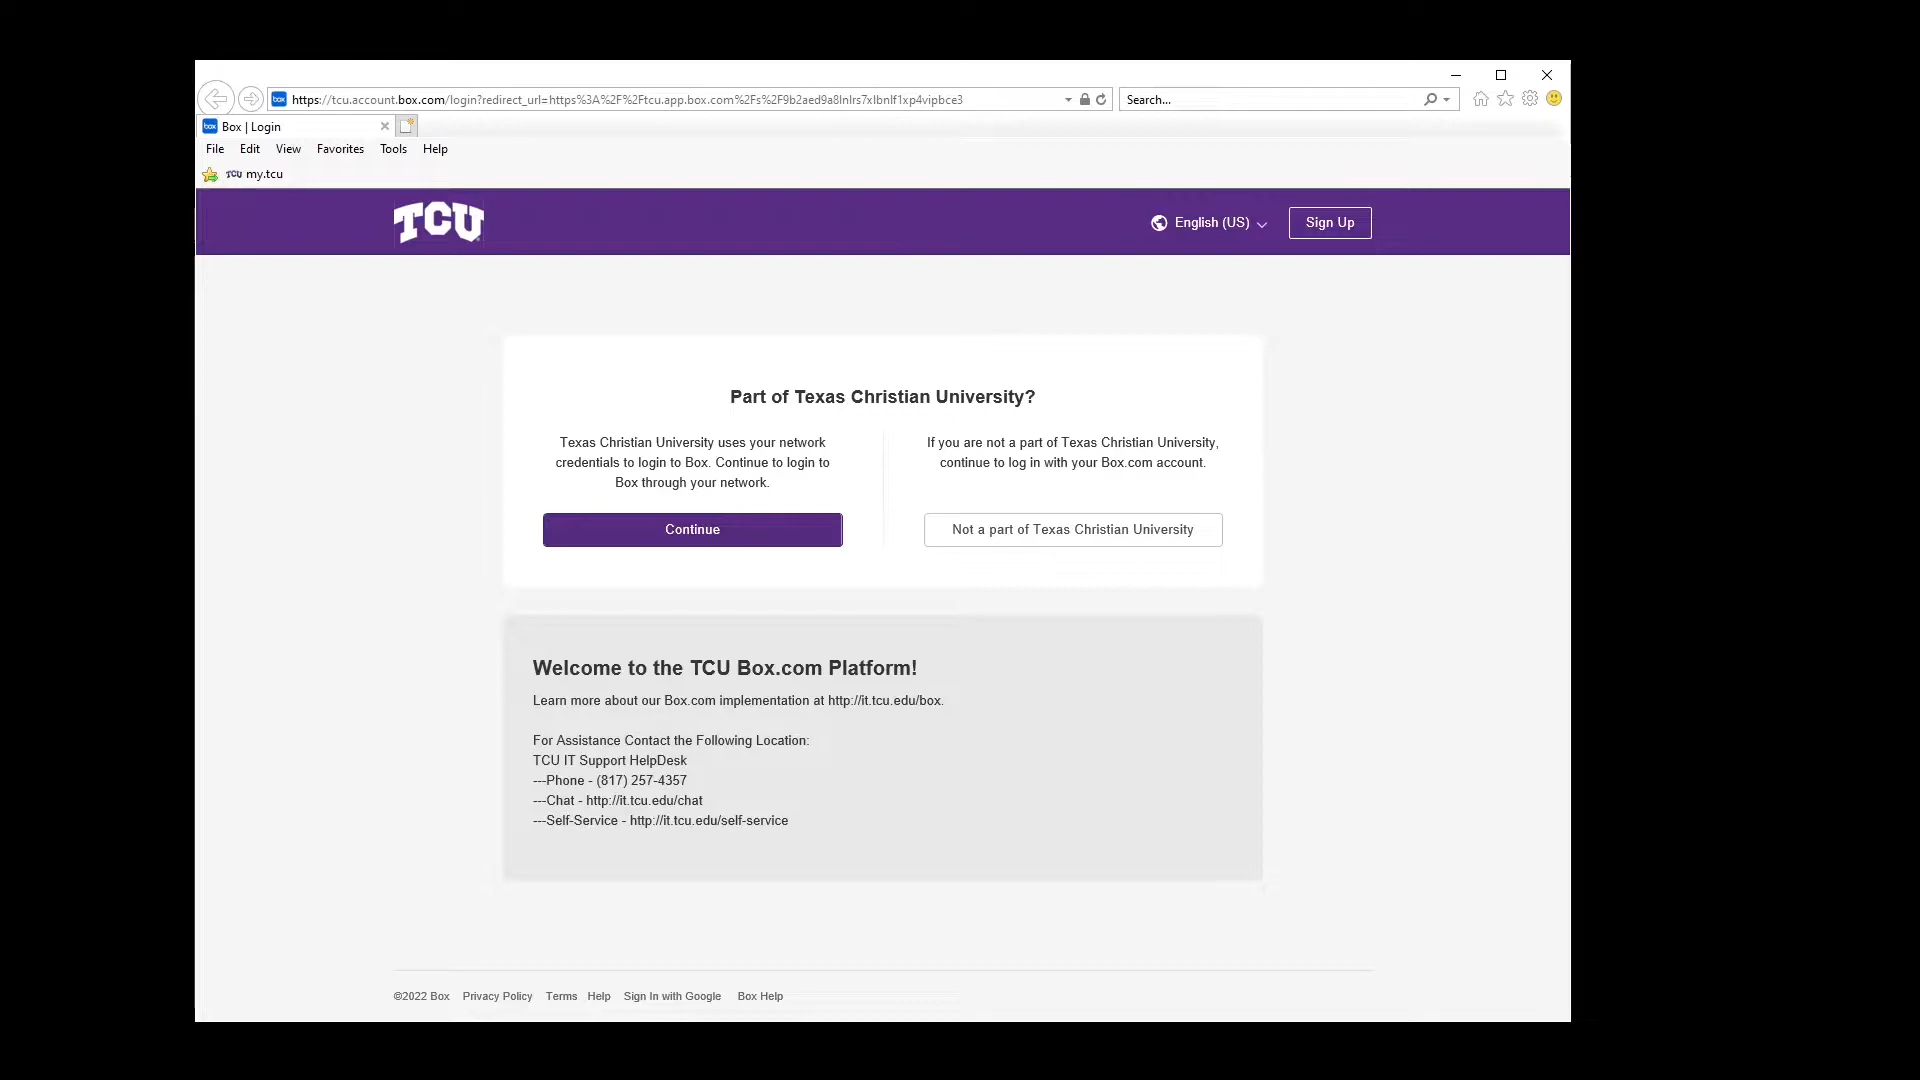 https://tcu.account.box.com/login?redirect_url=https%3A%2F%2Ftcu.app.box.com%2Fs%2F9b2aed9a8lnlrs7xlbnlf1xp4vipbce3
Search...
box Box | Login
File Edit View Favorites Tools Help
TCU my.tcu
TCU
English (US)
Sign Up
Part of Texas Christian University?
Texas Christian University uses your network
credentials to login to Box. Continue to login to
Box through your network.
Continue
If you are not a part of Texas Christian University,
continue to log in with your Box.com account.
Not a part of Texas Christian University
Welcome to the TCU Box.com Platform!
Learn more about our Box.com implementation at http://it.tcu.edu/box.
For Assistance Contact the Following Location:
TCU IT Support HelpDesk
---Phone - (817) 257-4357
---Chat - http://it.tcu.edu/chat
---Self-Service - http://it.tcu.edu/self-service
©2022 Box Privacy Policy Terms Help Sign In with Google Box Help